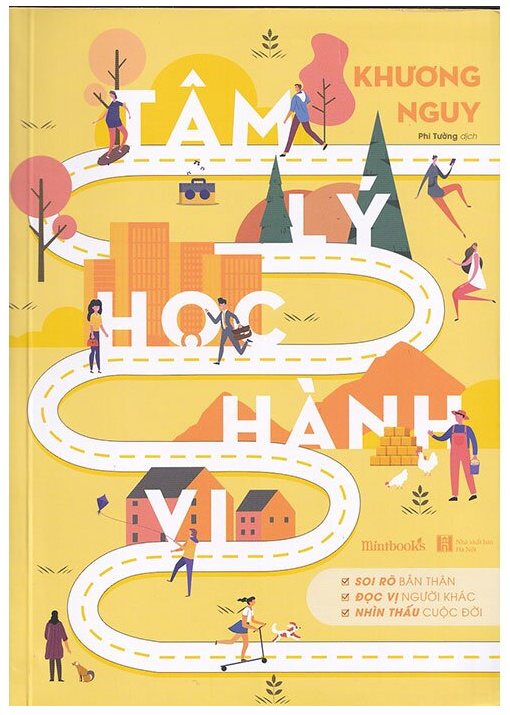 KHƯƠNG
NGUY
Phi Tường dịch
TÂM
LÝ
HỌC
HÀNH
VI
mintbooks
Nhà xuất bản
Hà Nội
SOI RÕ BẢN THÂN
ĐỌC VỊ NGƯỜI KHÁC
NHÌN THẤU CUỘC ĐỜI